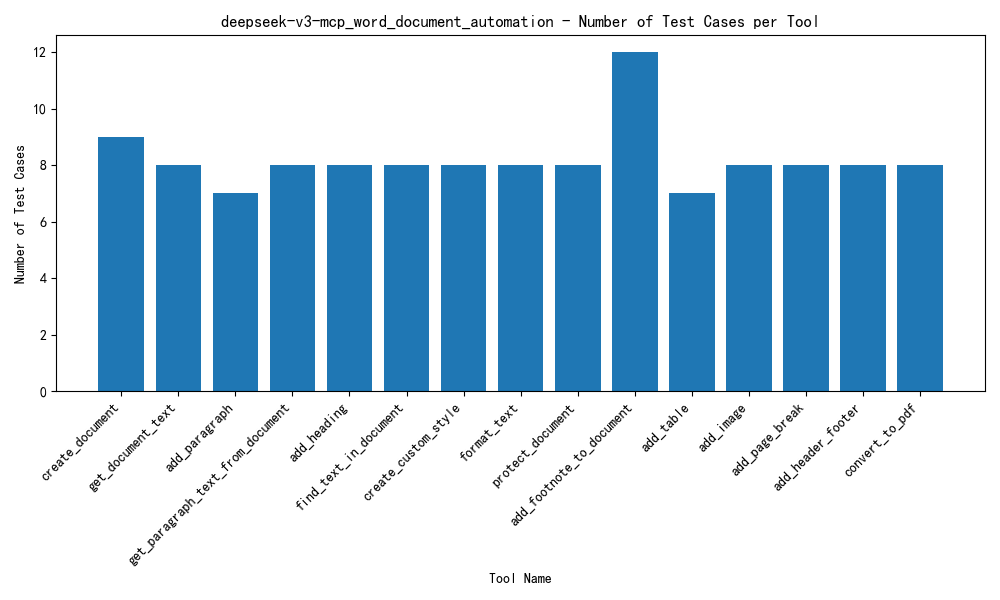 deepseek-v3-mcp_word_document_automation - Number of Test Cases per Tool
Number of Test Cases
12
10
8
6
4
2
0
create_document
get_document_text
add_paragraph
get_paragraph_text_from_document
add_heading
find_text_in_document
create_custom_style
format_text
protect_document
add_footnote_to_document
add_table
add_image
add_page_break
add_header_footer
convert_to_pdf
Tool Name